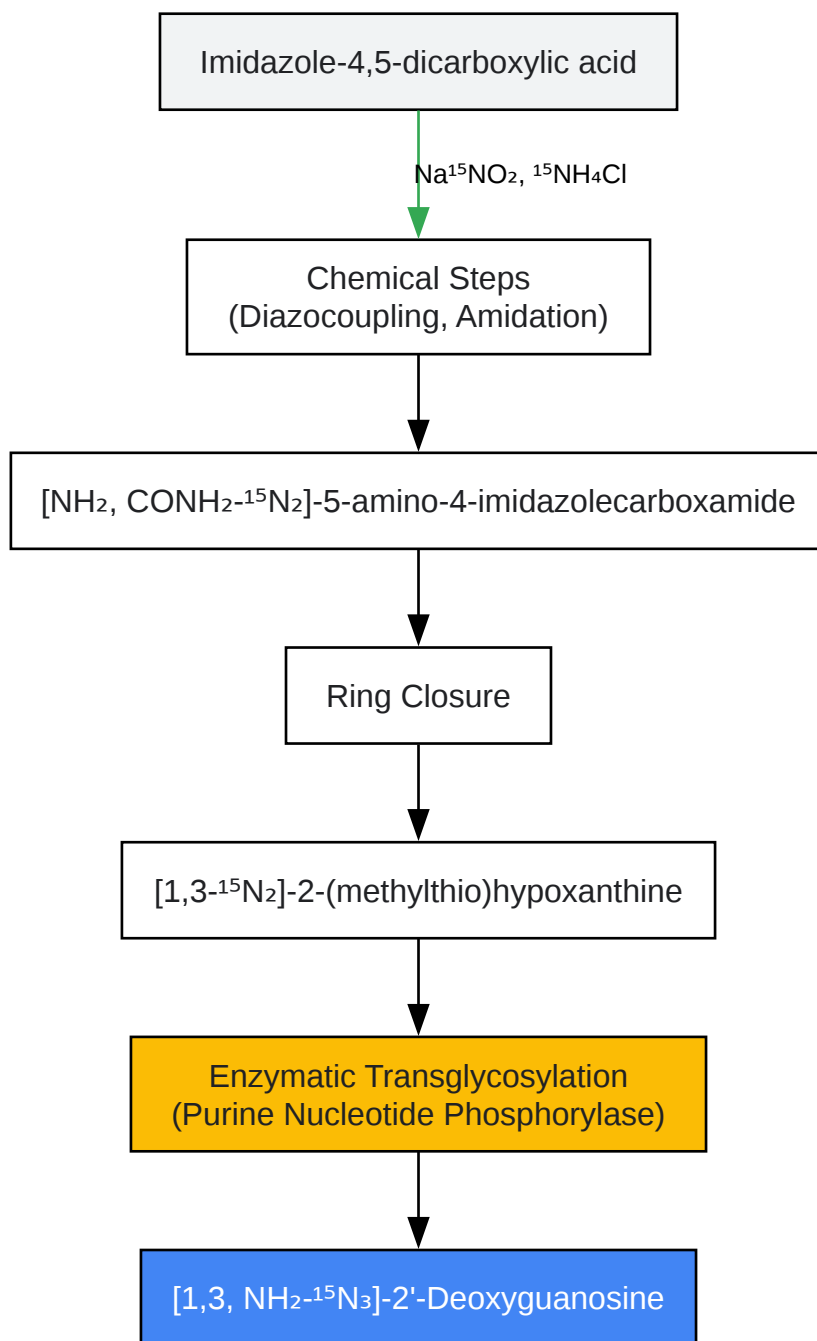 Imidazole-4,5-dicarboxylic acid
Na¹⁵NO₂, ¹⁵NH₄Cl
Chemical Steps
(Diazocoupling, Amidation)
[NH₂, CONH₂-¹⁵N₂]-5-amino-4-imidazolecarboxamide
Ring Closure
[1,3-¹⁵N₂]-2-(methylthio)hypoxanthine
Enzymatic Transglycosylation
(Purine Nucleotide Phosphorylase)
[1,3, NH₂-¹⁵N₃]-2'-Deoxyguanosine